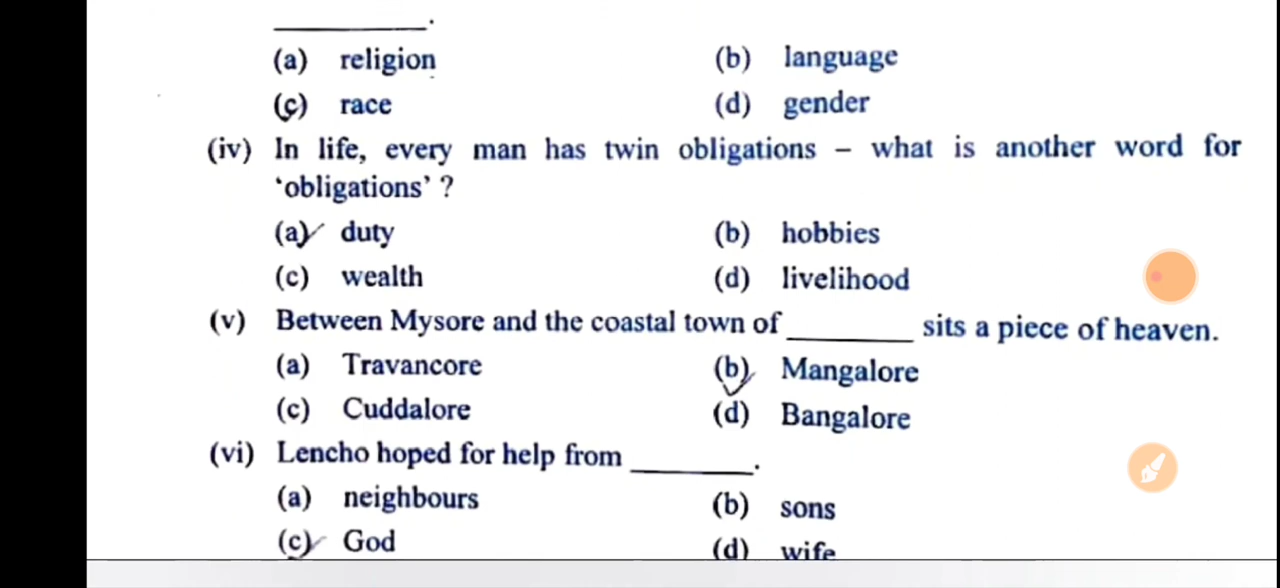 ________.
(a) religion (b) language
(c) race (d) gender
(iv) In life, every man has twin obligations – what is another word for
‘obligations’ ?
(a) duty (b) hobbies
(c) wealth (d) livelihood
(v) Between Mysore and the coastal town of ________ sits a piece of heaven.
(a) Travancore (b) Mangalore
(c) Cuddalore (d) Bangalore
(vi) Lencho hoped for help from ________.
(a) neighbours (b) sons
(c) God (d) wife